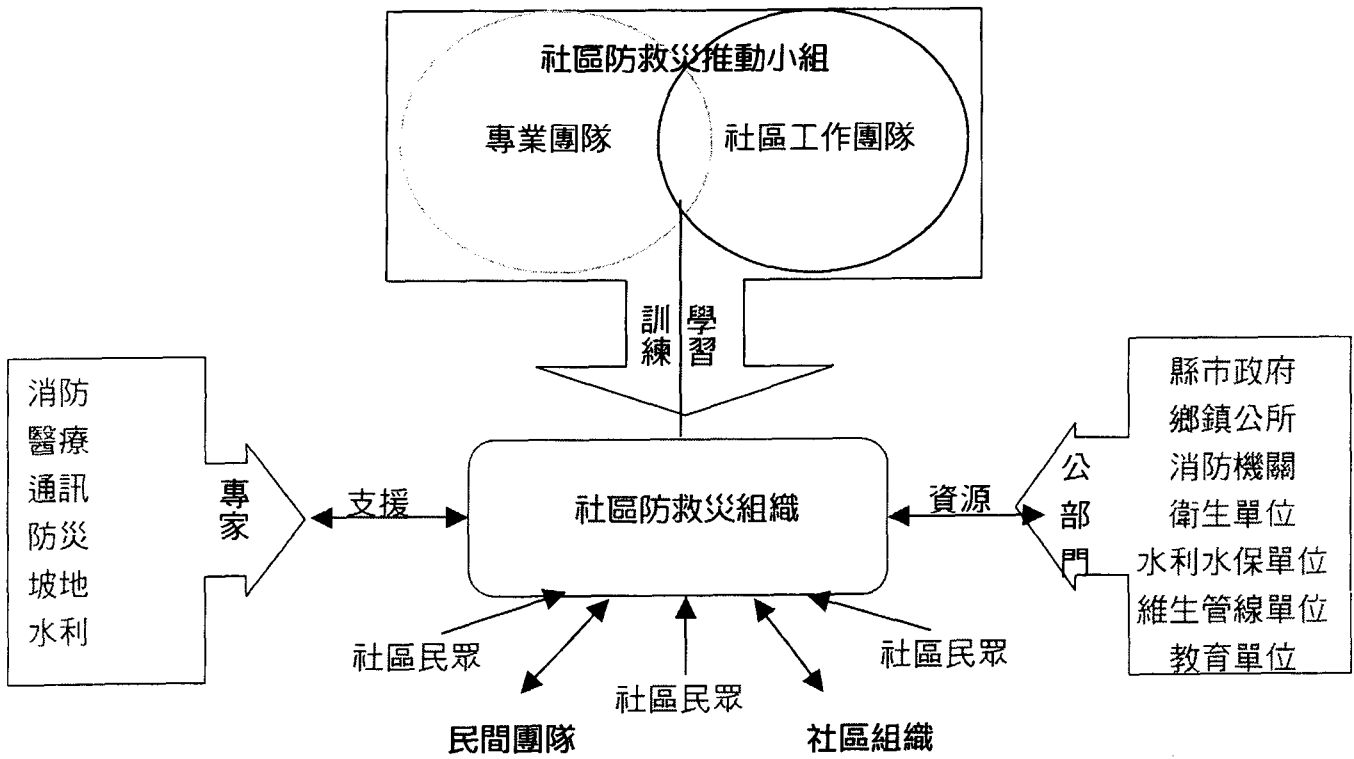 社區防救災推動小組
專業團隊
社區工作團隊
訓練
學習
消防
醫療
通訊
防災
坡地
水利
專家
支援
社區防救災組織
資源
公部門
縣市政府
鄉鎮公所
消防機關
衛生單位
水利水保單位
維生管線單位
教育單位
社區民眾
社區民眾
社區民眾
民間團隊
社區組織